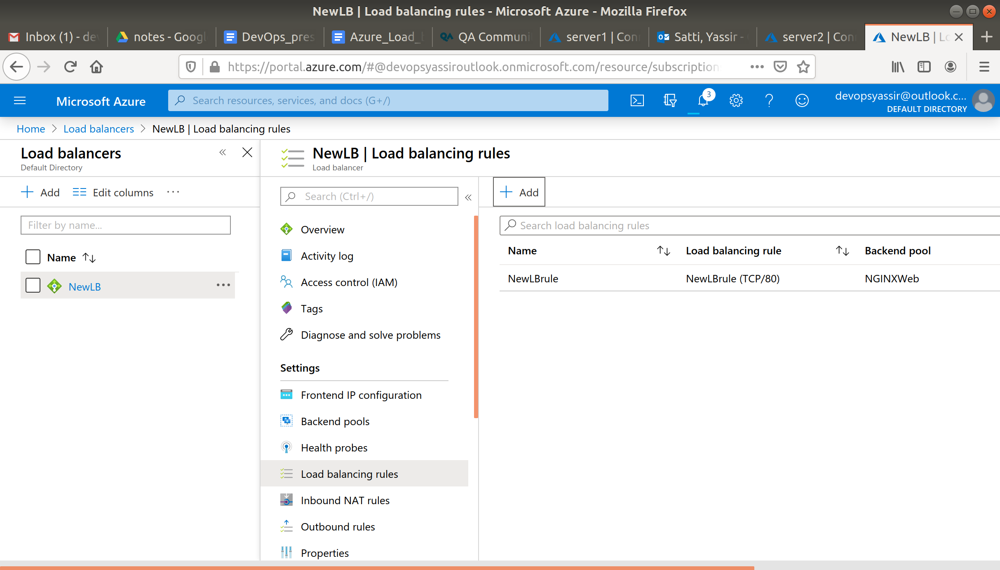 NewLB | Load balancing rules - Microsoft Azure - Mozilla Firefox
Inbox (1) - dev
notes - Googl
DevOps_pres
Azure_Load_b
QA Communi
server1 | Con
Satti, Yassir -
server2 | Con
NewLB | Lo
https://portal.azure.com/#@devopsyassiroutlook.onmicrosoft.com/resource/subscription
Microsoft Azure
Search resources, services, and docs (G+/)
3
devopsyassir@outlook.c...
DEFAULT DIRECTORY
Home > Load balancers > NewLB | Load balancing rules
Load balancers
Default Directory
NewLB | Load balancing rules
Load balancer
Add
Edit columns
Filter by name...
Name
NewLB
Search (Ctrl+/)
Overview
Activity log
Access control (IAM)
Tags
Diagnose and solve problems
Settings
Frontend IP configuration
Backend pools
Health probes
Load balancing rules
Inbound NAT rules
Outbound rules
Properties
Add
Search load balancing rules
Name Load balancing rule Backend pool
NewLBrule NewLBrule (TCP/80) NGINXWeb